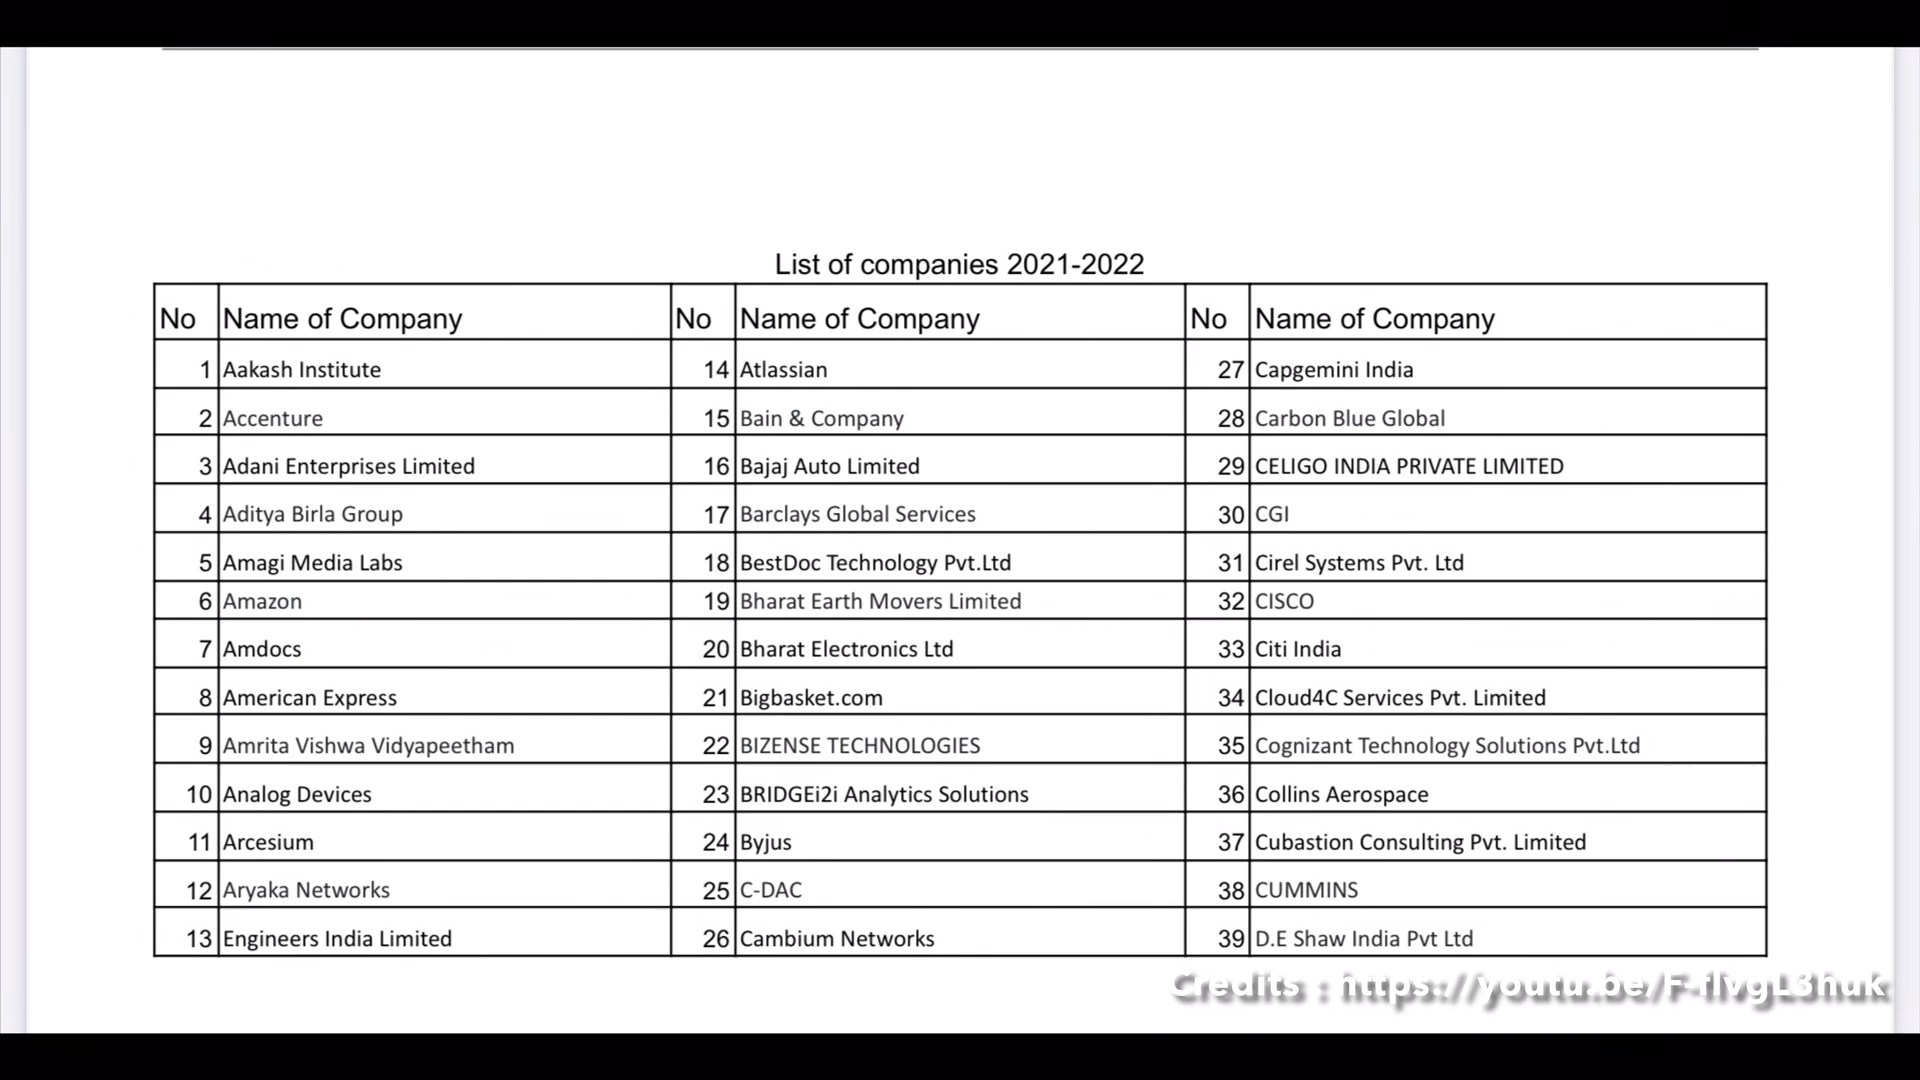 List of companies 2021-2022
No Name of Company No Name of Company No Name of Company
1 Aakash Institute 14 Atlassian 27 Capgemini India
2 Accenture 15 Bain & Company 28 Carbon Blue Global
3 Adani Enterprises Limited 16 Bajaj Auto Limited 29 CELIGO INDIA PRIVATE LIMITED
4 Aditya Birla Group 17 Barclays Global Services 30 CGI
5 Amagi Media Labs 18 BestDoc Technology Pvt.Ltd 31 Cirel Systems Pvt. Ltd
6 Amazon 19 Bharat Earth Movers Limited 32 CISCO
7 Amdocs 20 Bharat Electronics Ltd 33 Citi India
8 American Express 21 Bigbasket.com 34 Cloud4C Services Pvt. Limited
9 Amrita Vishwa Vidyapeetham 22 BIZENSE TECHNOLOGIES 35 Cognizant Technology Solutions Pvt.Ltd
10 Analog Devices 23 BRIDGEi2i Analytics Solutions 36 Collins Aerospace
11 Arcesium 24 Byjus 37 Cubastion Consulting Pvt. Limited
12 Aryaka Networks 25 C-DAC 38 CUMMINS
13 Engineers India Limited 26 Cambium Networks 39 D.E Shaw India Pvt Ltd
Credits :